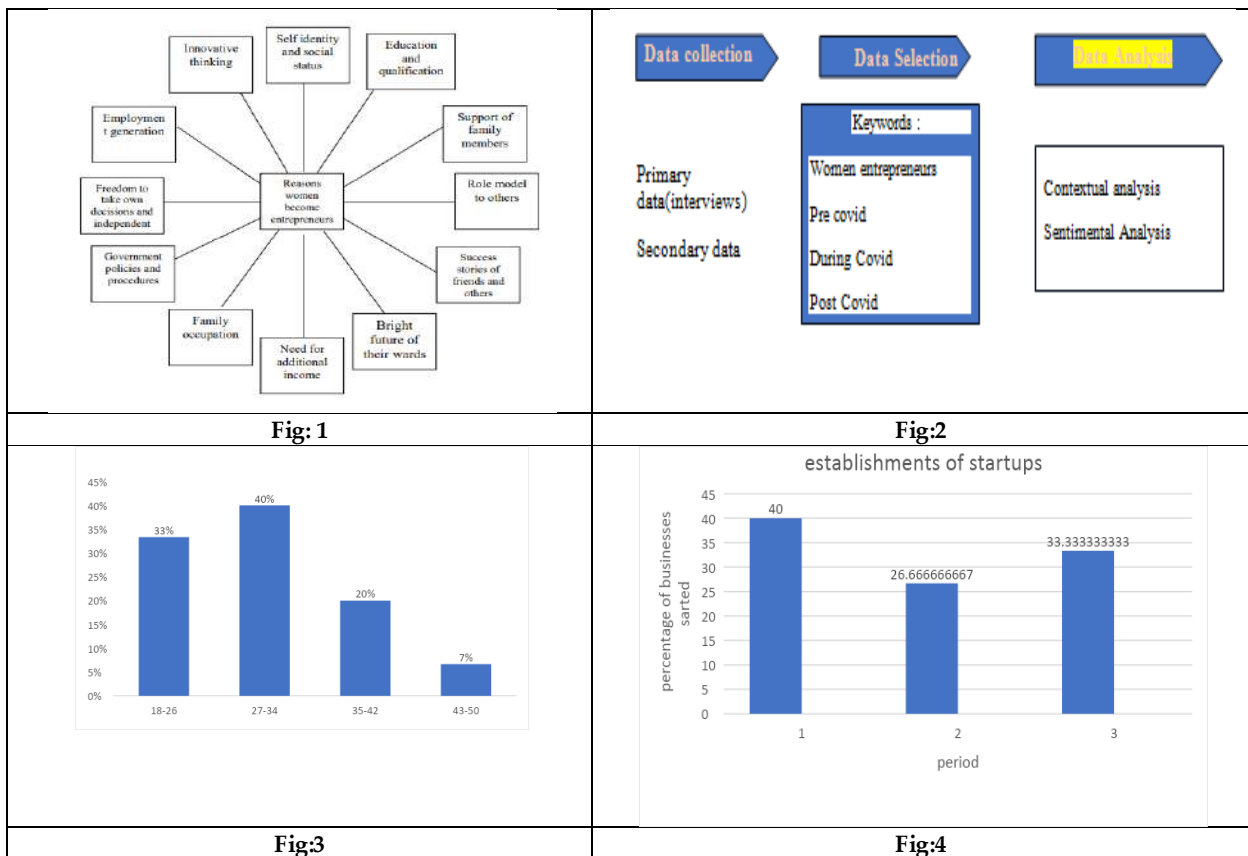 Innovative
thinking
Self identity
and social
status
Education
and
qualification
Employmen
t generation
Support of
family
members
Freedom to
take own
decisions and
independent
Reasons
women
become
entrepreneurs
Role model
to others
Government
policies and
procedures
Success
stories of
friends and
others
Family
occupation
Need for
additional
income
Bright
future of
their wards
Fig: 1
Data collection
Data Selection
Data Analysis
Primary
data(interviews)
Secondary data
Keywords :
Women entrepreneurs
Pre covid
During Covid
Post Covid
Contextual analysis
Sentimental Analysis
Fig:2
45%
40%
35%
30%
25%
20%
15%
10%
5%
0%
33%
40%
20%
7%
18-26
27-34
35-42
43-50
Fig:3
establishments of startups
percentage of businesses
sarted
45
40
35
30
25
20
15
10
5
0
40
26.666666667
33.333333333
1
2
3
period
Fig:4